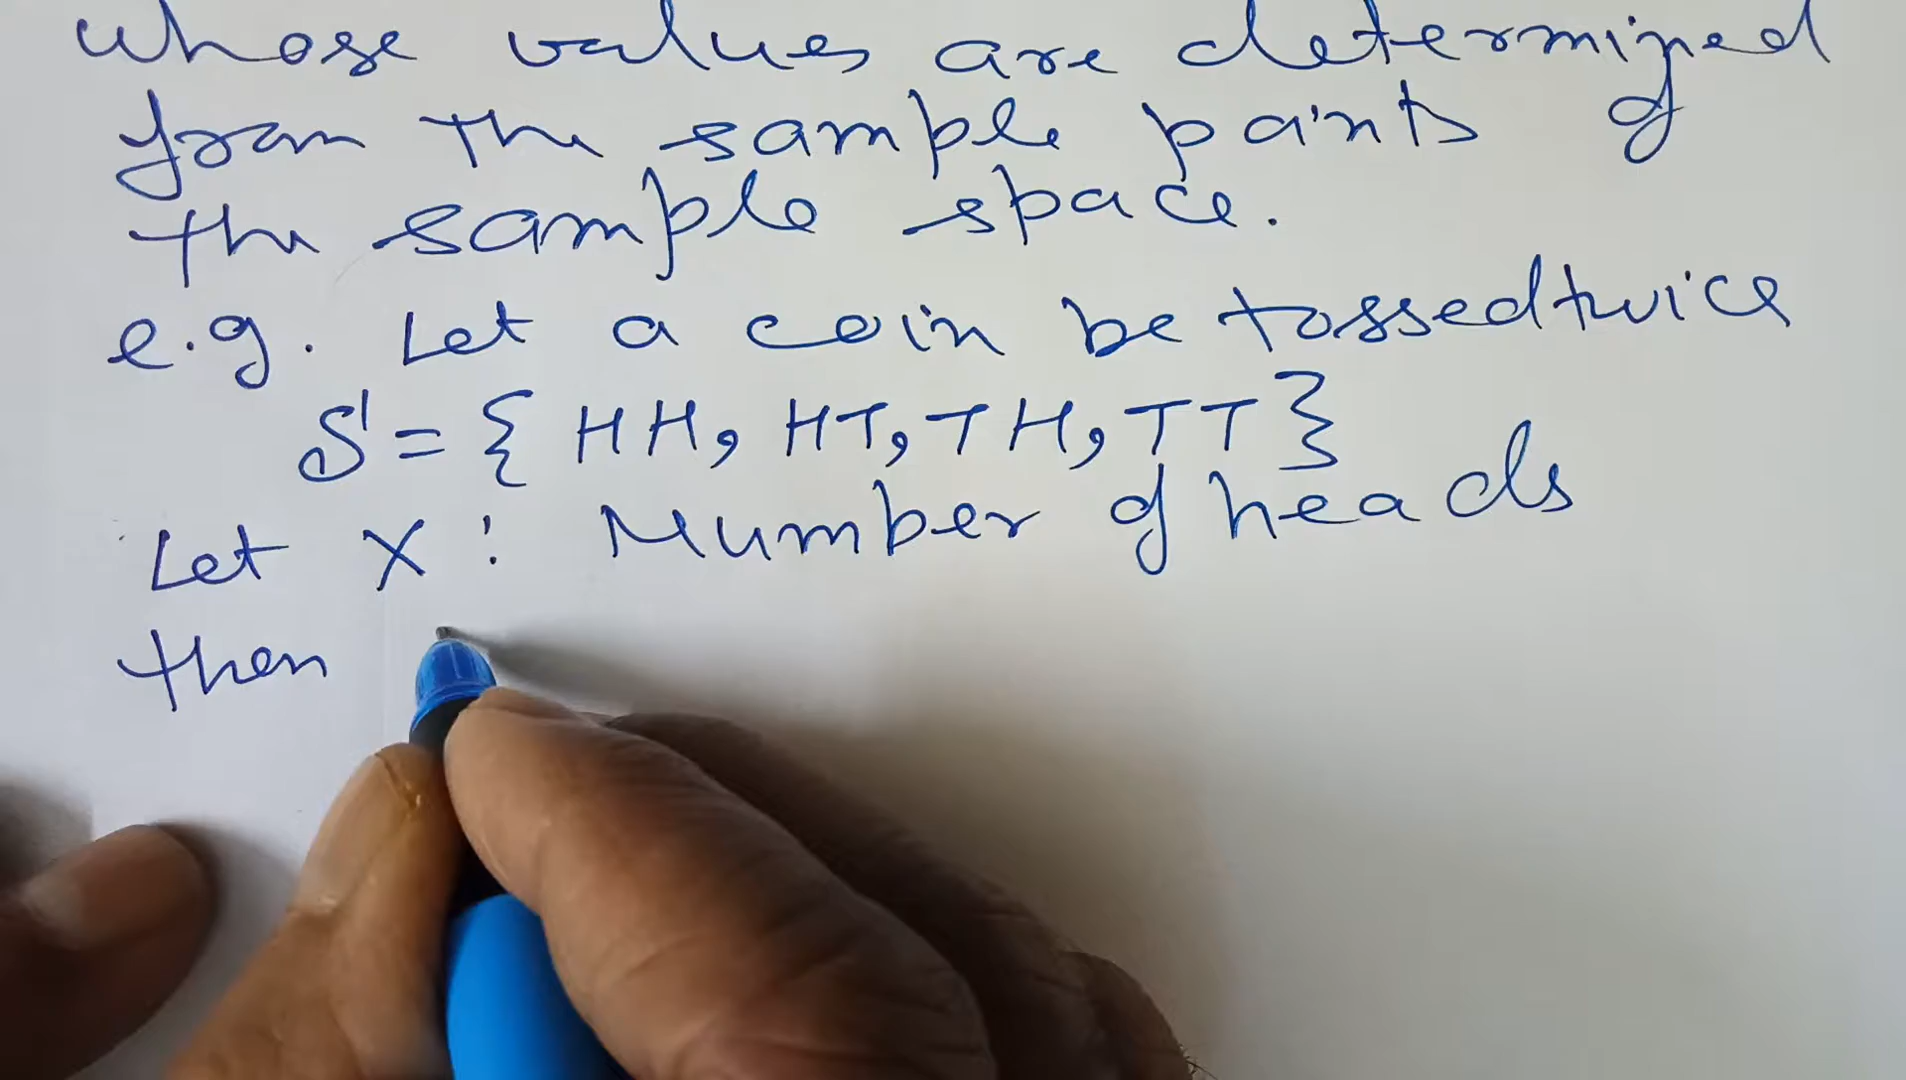 whose values are determined
from the sample points of
the sample space.
e.g. Let a coin be tossed twice
S = { HH, HT, TH, TT }
Let X : Number of heads
then